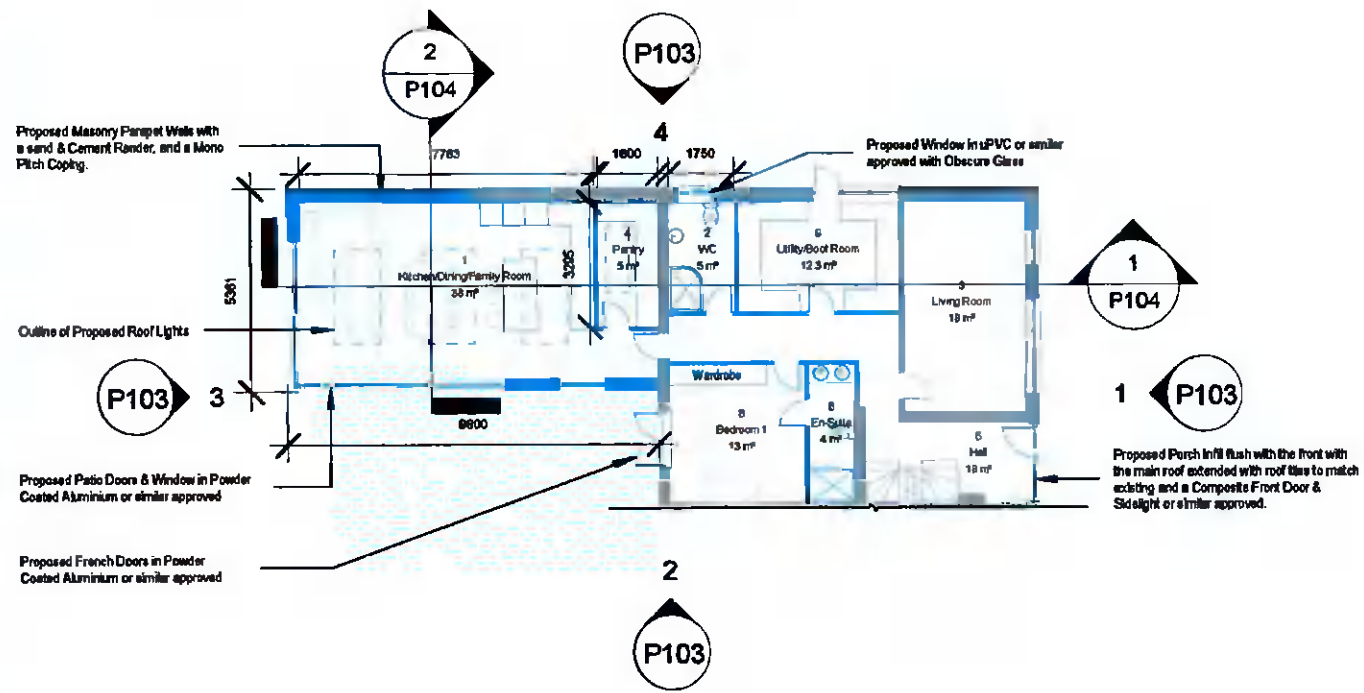 2
P104
P103
4
Proposed Masonry Parapet Walls with
a sand & Cement Render, and a Mono
Pitch Coping.
7763
1600
1750
Proposed Window in uPVC or similar
approved with Obscure Glass
1
Kitchen/Dining/Family Room
38 m²
3295
4
Pantry
5 m²
2
WC
5 m²
Utility/Boot Room
12.3 m²
Living Room
18 m²
1
P104
5361
Outline of Proposed Roof Lights
P103
3
1
P103
Wardrobe
Bedroom 1
13 m²
En-Suite
4 m²
Hall
18 m²
9800
Proposed Patio Doors & Window in Powder
Coated Aluminium or similar approved
Proposed Porch Infil flush with the front with
the main roof extended with roof tiles to match
existing and a Composite Front Door &
Sidelight or similar approved.
Proposed French Doors in Powder
Coated Aluminium or similar approved
2
P103